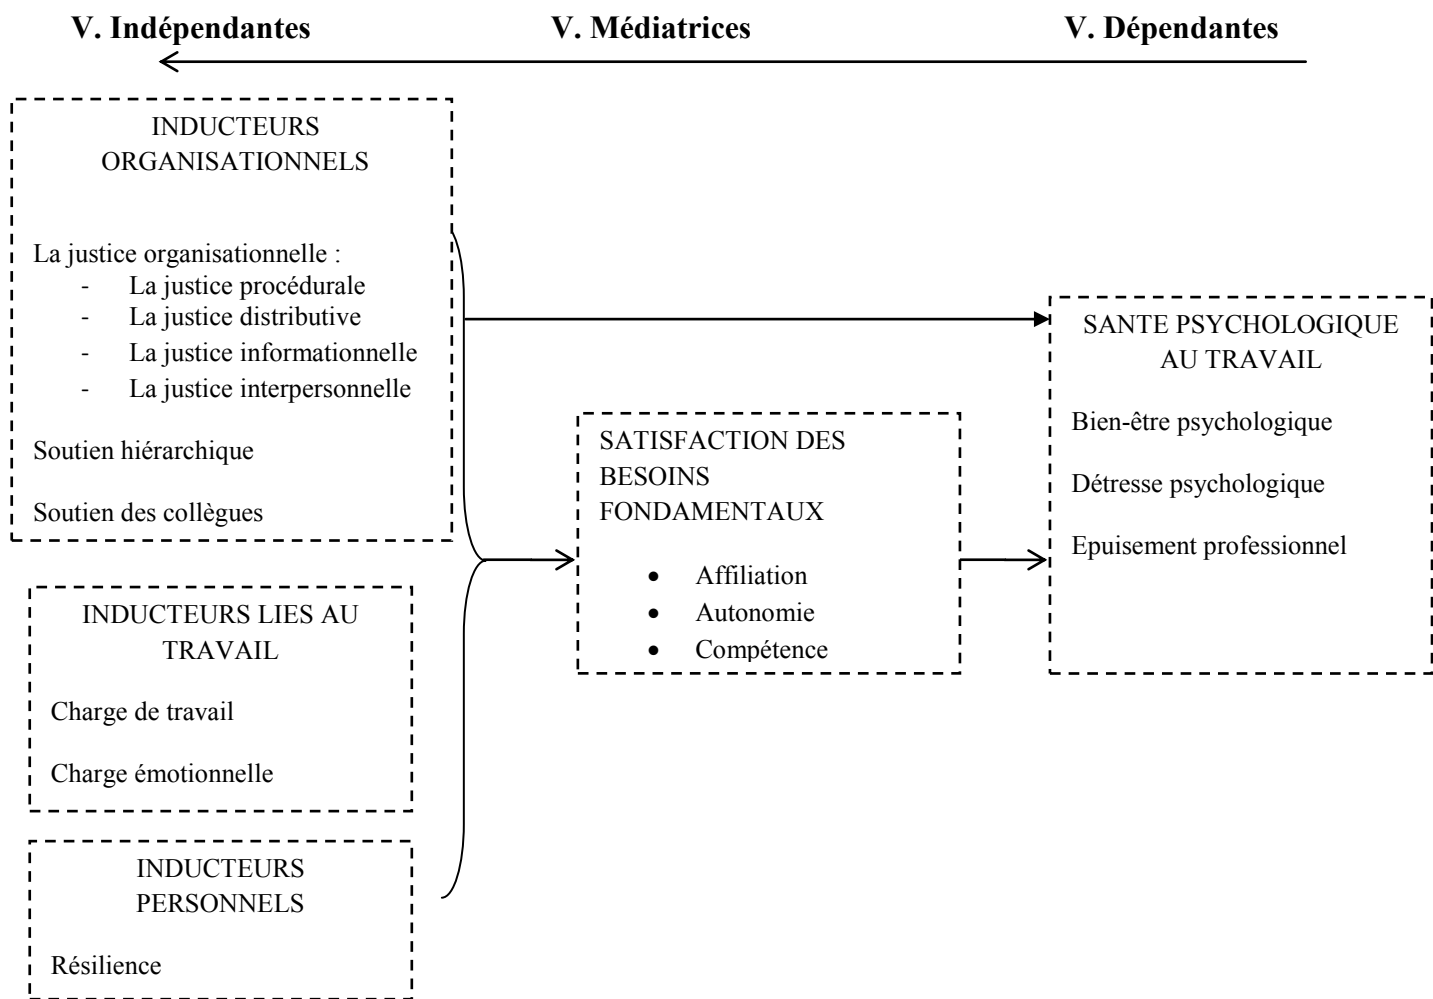 V. Indépendantes
V. Médiatrices
V. Dépendantes
INDUCTEURS
ORGANISATIONNELS
La justice organisationnelle :
- La justice procédurale
- La justice distributive
- La justice informationnelle
- La justice interpersonnelle
Soutien hiérarchique
Soutien des collègues
INDUCTEURS LIES AU
TRAVAIL
Charge de travail
Charge émotionnelle
INDUCTEURS
PERSONNELS
Résilience
SATISFACTION DES
BESOINS
FONDAMENTAUX
• Affiliation
• Autonomie
• Compétence
SANTE PSYCHOLOGIQUE
AU TRAVAIL
Bien-être psychologique
Détresse psychologique
Epuisement professionnel